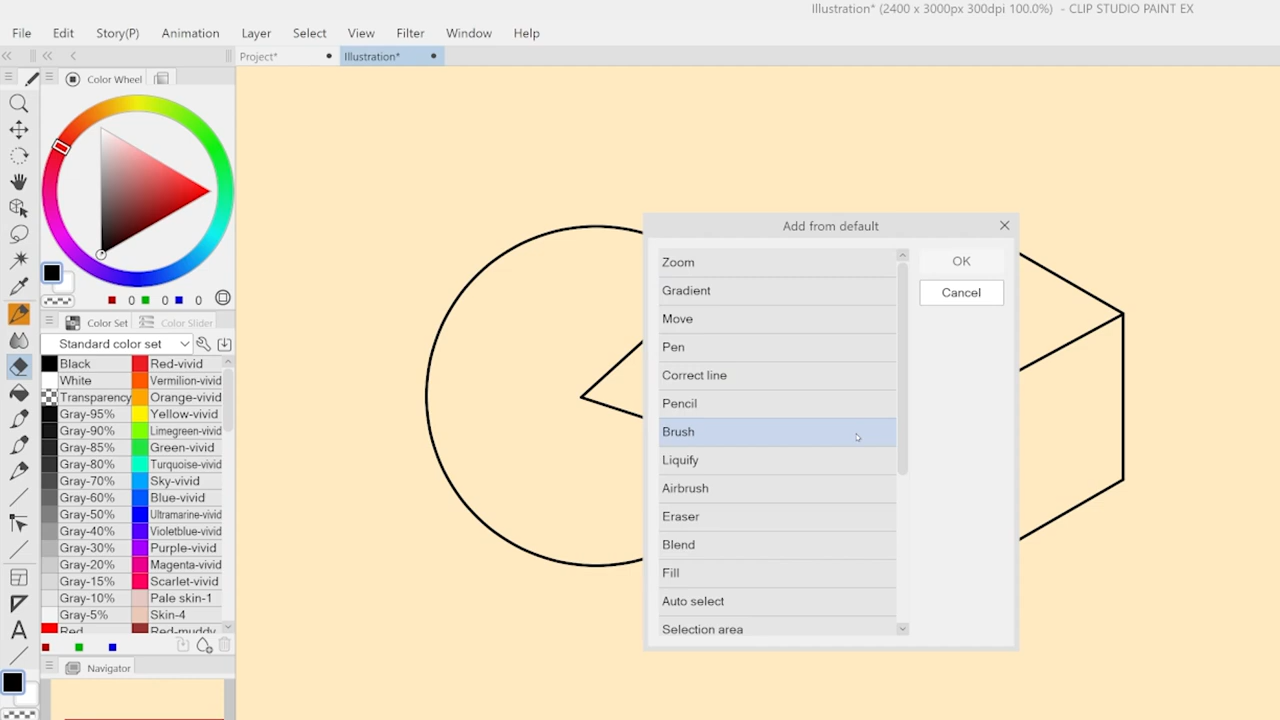 Illustration* (2400 x 3000px 300dpi 100.0%) - CLIP STUDIO PAINT EX
File Edit Story(P) Animation Layer Select View Filter Window Help
Project* Illustration*
Color Wheel
0 0 0
Color Set Color Slider
Standard color set
Black Red-vivid
White Vermilion-vivid
Transparency Orange-vivid
Gray-95% Yellow-vivid
Gray-90% Limegreen-vivid
Gray-85% Green-vivid
Gray-80% Turquoise-vivid
Gray-70% Sky-vivid
Gray-60% Blue-vivid
Gray-50% Ultramarine-vivid
Gray-40% Violetblue-vivid
Gray-30% Purple-vivid
Gray-20% Magenta-vivid
Gray-15% Scarlet-vivid
Gray-10% Pale skin-1
Gray-5% Skin-4
Red Red-muddy
Navigator
Add from default
Zoom
Gradient
Move
Pen
Correct line
Pencil
Brush
Liquify
Airbrush
Eraser
Blend
Fill
Auto select
Selection area
OK
Cancel